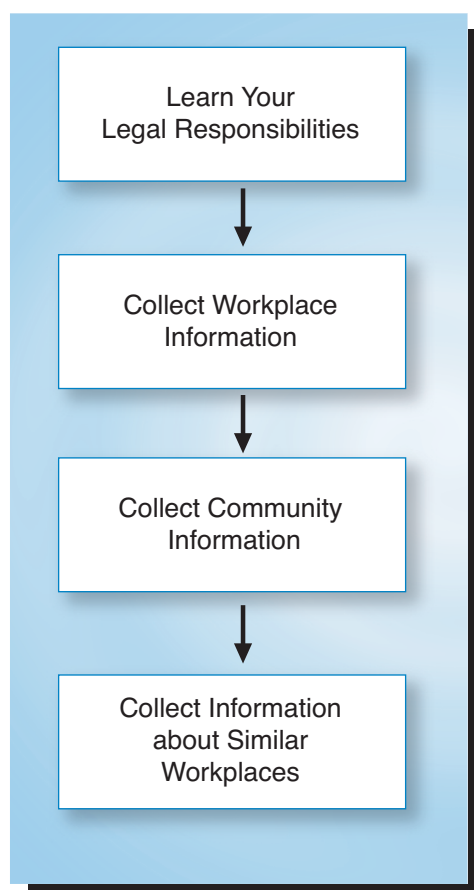 Learn Your
Legal Responsibilities
Collect Workplace
Information
Collect Community
Information
Collect Information
about Similar
Workplaces